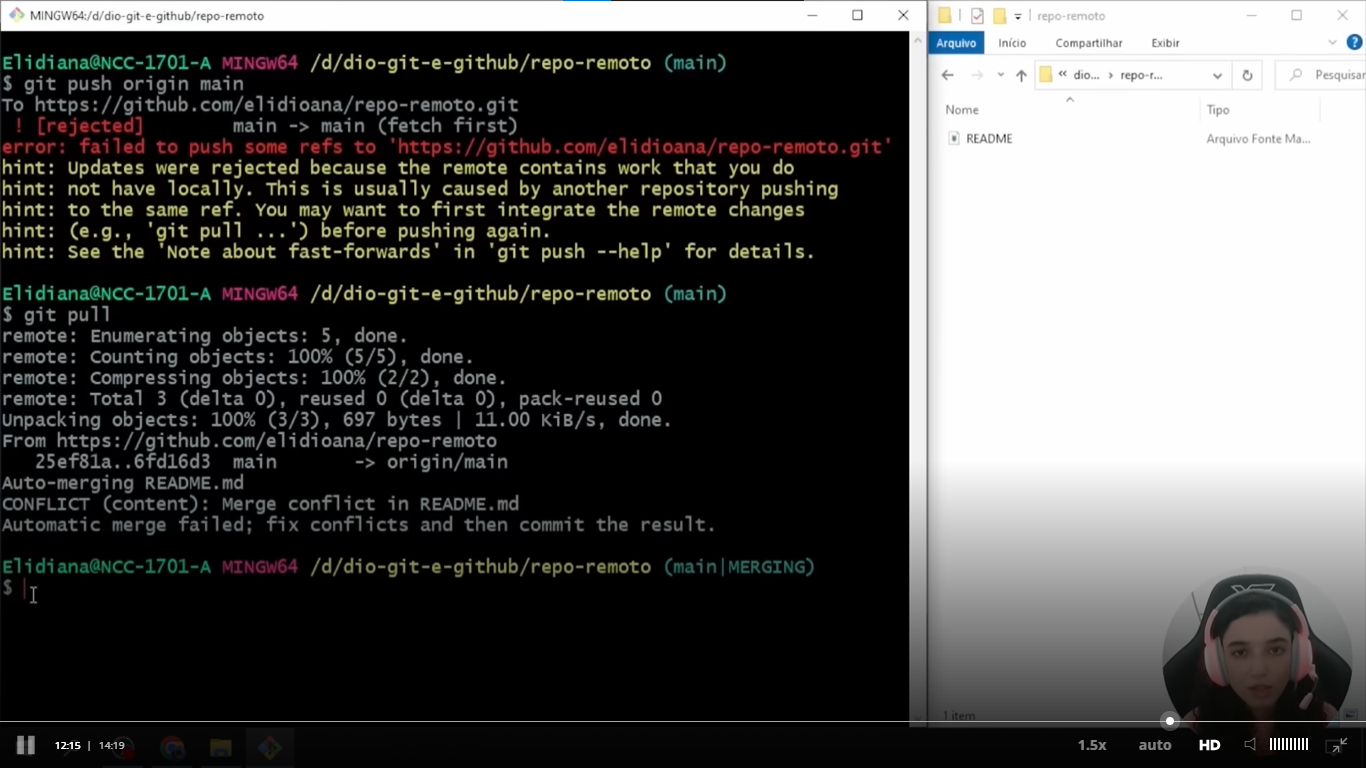 MINGW64:/d/dio-git-e-github/repo-remoto
Elidiana@NCC-1701-A MINGW64 /d/dio-git-e-github/repo-remoto (main)
$ git push origin main
To https://github.com/elidioana/repo-remoto.git
! [rejected]        main -> main (fetch first)
error: failed to push some refs to 'https://github.com/elidioana/repo-remoto.git'
hint: Updates were rejected because the remote contains work that you do
hint: not have locally. This is usually caused by another repository pushing
hint: to the same ref. You may want to first integrate the remote changes
hint: (e.g., 'git pull ...') before pushing again.
hint: See the 'Note about fast-forwards' in 'git push --help' for details.
Elidiana@NCC-1701-A MINGW64 /d/dio-git-e-github/repo-remoto (main)
$ git pull
remote: Enumerating objects: 5, done.
remote: Counting objects: 100% (5/5), done.
remote: Compressing objects: 100% (2/2), done.
remote: Total 3 (delta 0), reused 0 (delta 0), pack-reused 0
Unpacking objects: 100% (3/3), 697 bytes | 11.00 KiB/s, done.
From https://github.com/elidioana/repo-remoto
25ef81a..6fd16d3  main       -> origin/main
Auto-merging README.md
CONFLICT (content): Merge conflict in README.md
Automatic merge failed; fix conflicts and then commit the result.
Elidiana@NCC-1701-A MINGW64 /d/dio-git-e-github/repo-remoto (main|MERGING)
$
repo-remoto
Arquivo Início Compartilhar Exibir
« dio... › repo-r... Pesquisar
Nome Tipo
README Arquivo Fonte Ma...
1 item
12:15 | 14:19 1.5x auto HD